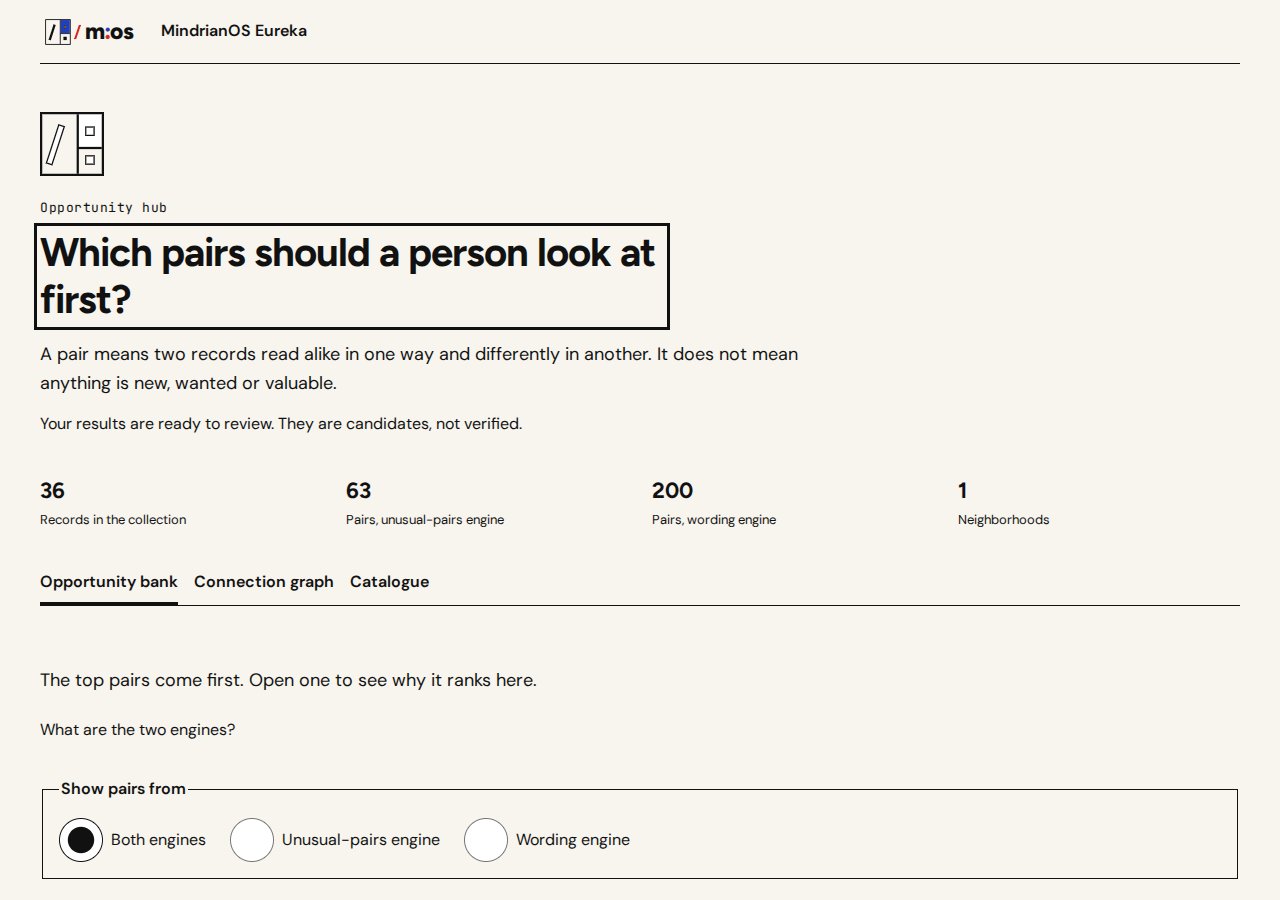 / m:os MindrianOS Eureka
Opportunity hub
Which pairs should a person look at
first?
A pair means two records read alike in one way and differently in another. It does not mean
anything is new, wanted or valuable.
Your results are ready to review. They are candidates, not verified.
36 63 200 1
Records in the collection Pairs, unusual-pairs engine Pairs, wording engine Neighborhoods
Opportunity bank Connection graph Catalogue
The top pairs come first. Open one to see why it ranks here.
What are the two engines?
Show pairs from
Both engines Unusual-pairs engine Wording engine